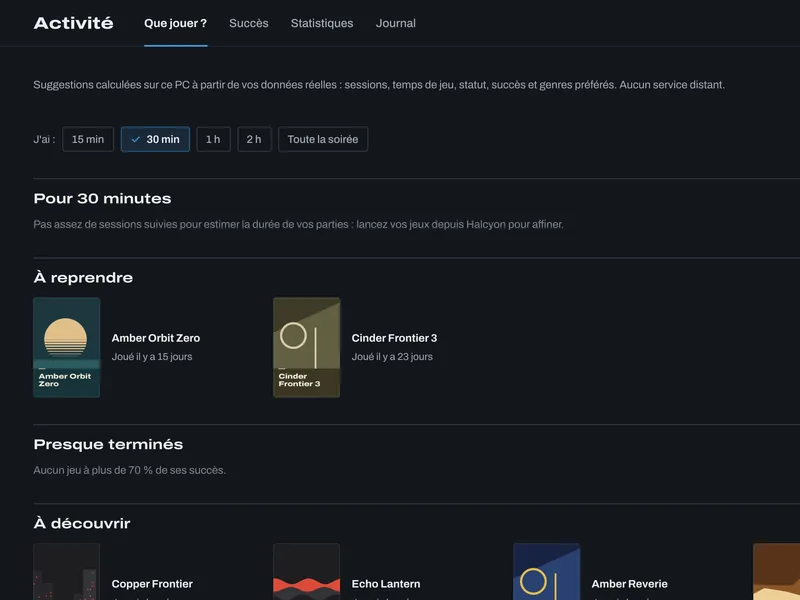 Activité
Que jouer ?
Succès
Statistiques
Journal
Suggestions calculées sur ce PC à partir de vos données réelles : sessions, temps de jeu, statut, succès et genres préférés. Aucun service distant.
J'ai :
15 min
30 min
1 h
2 h
Toute la soirée
Pour 30 minutes
Pas assez de sessions suivies pour estimer la durée de vos parties : lancez vos jeux depuis Halcyon pour affiner.
À reprendre
Amber Orbit
Zero
Amber Orbit Zero
Joué il y a 15 jours
Cinder
Frontier 3
Cinder Frontier 3
Joué il y a 23 jours
Presque terminés
Aucun jeu à plus de 70 % de ses succès.
À découvrir
Copper Frontier
Echo Lantern
Amber Reverie